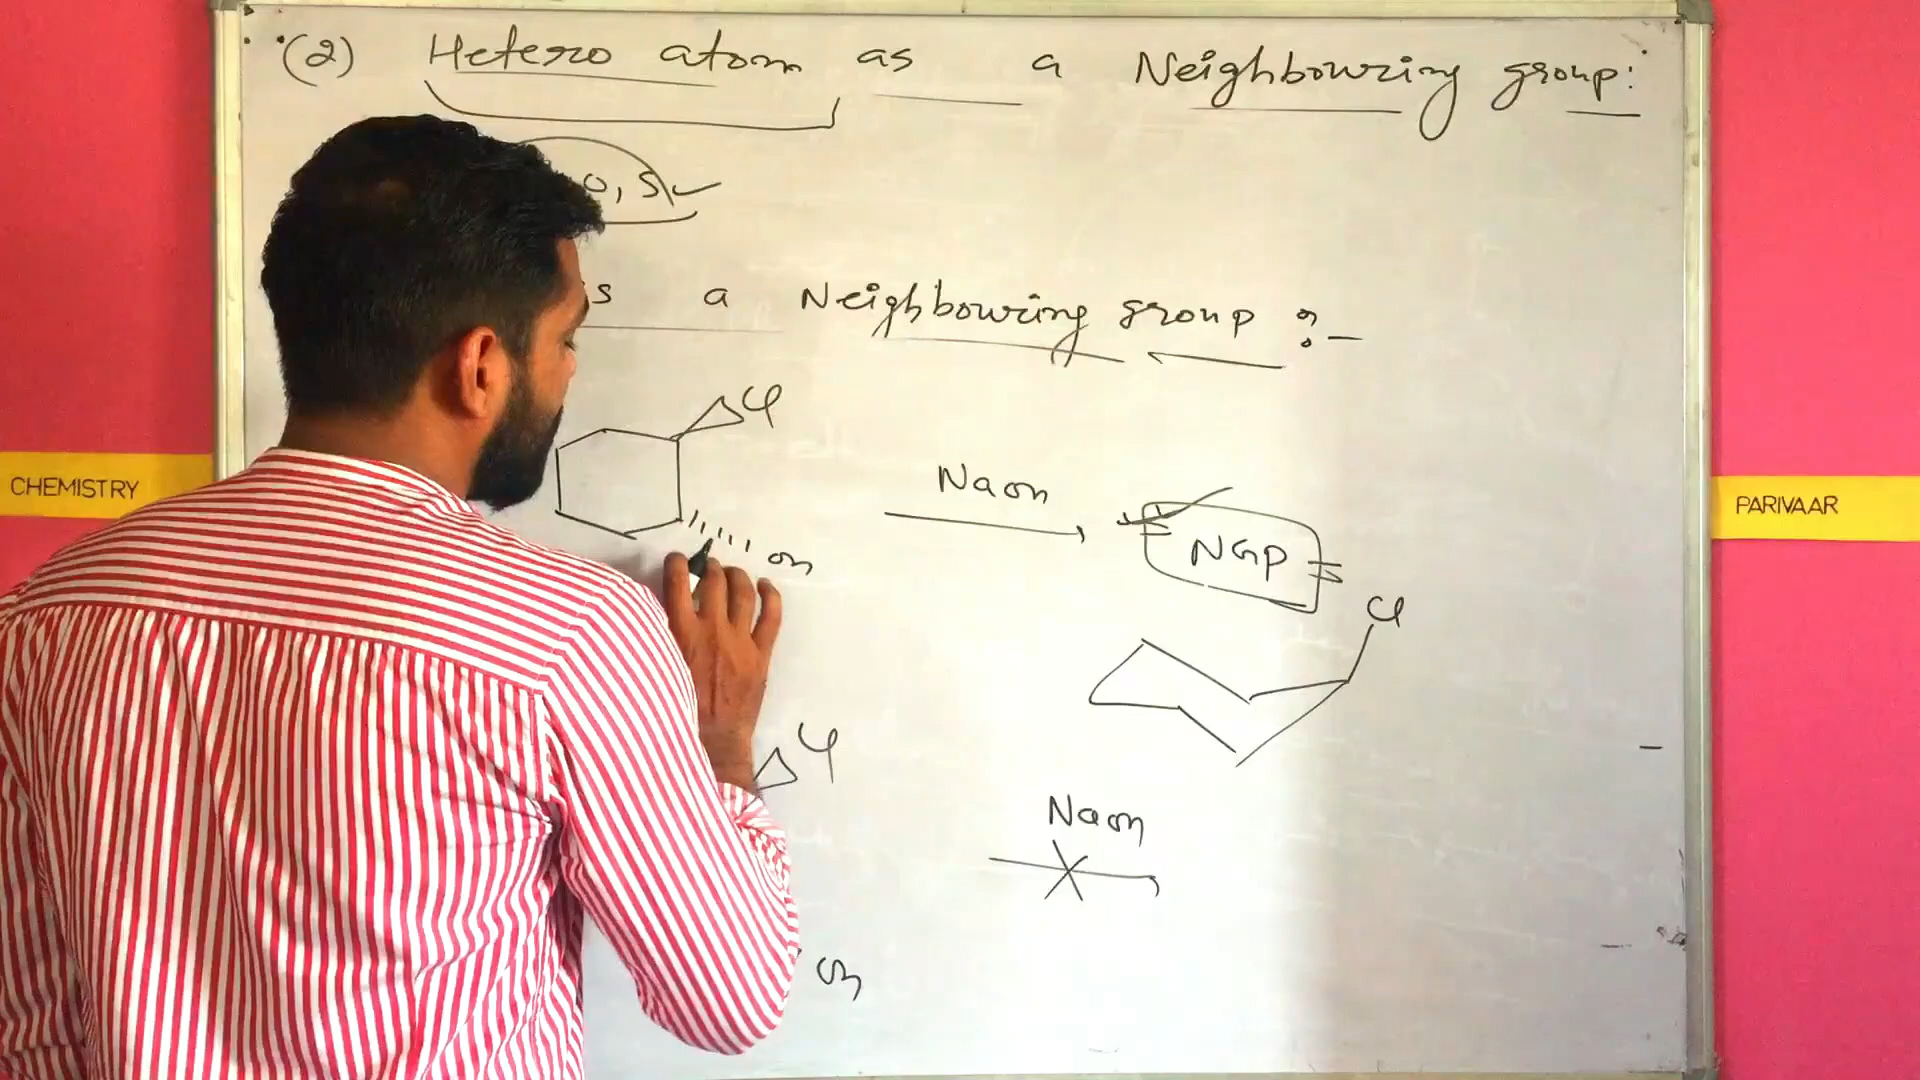 (2) Hetero atom as a Neighbouring group:
O, S
s a Neighbouring group :-
Cl
NaOH
OH
NGP
Cl
Cl
NaOH
OH
CHEMISTRY
PARIVAAR